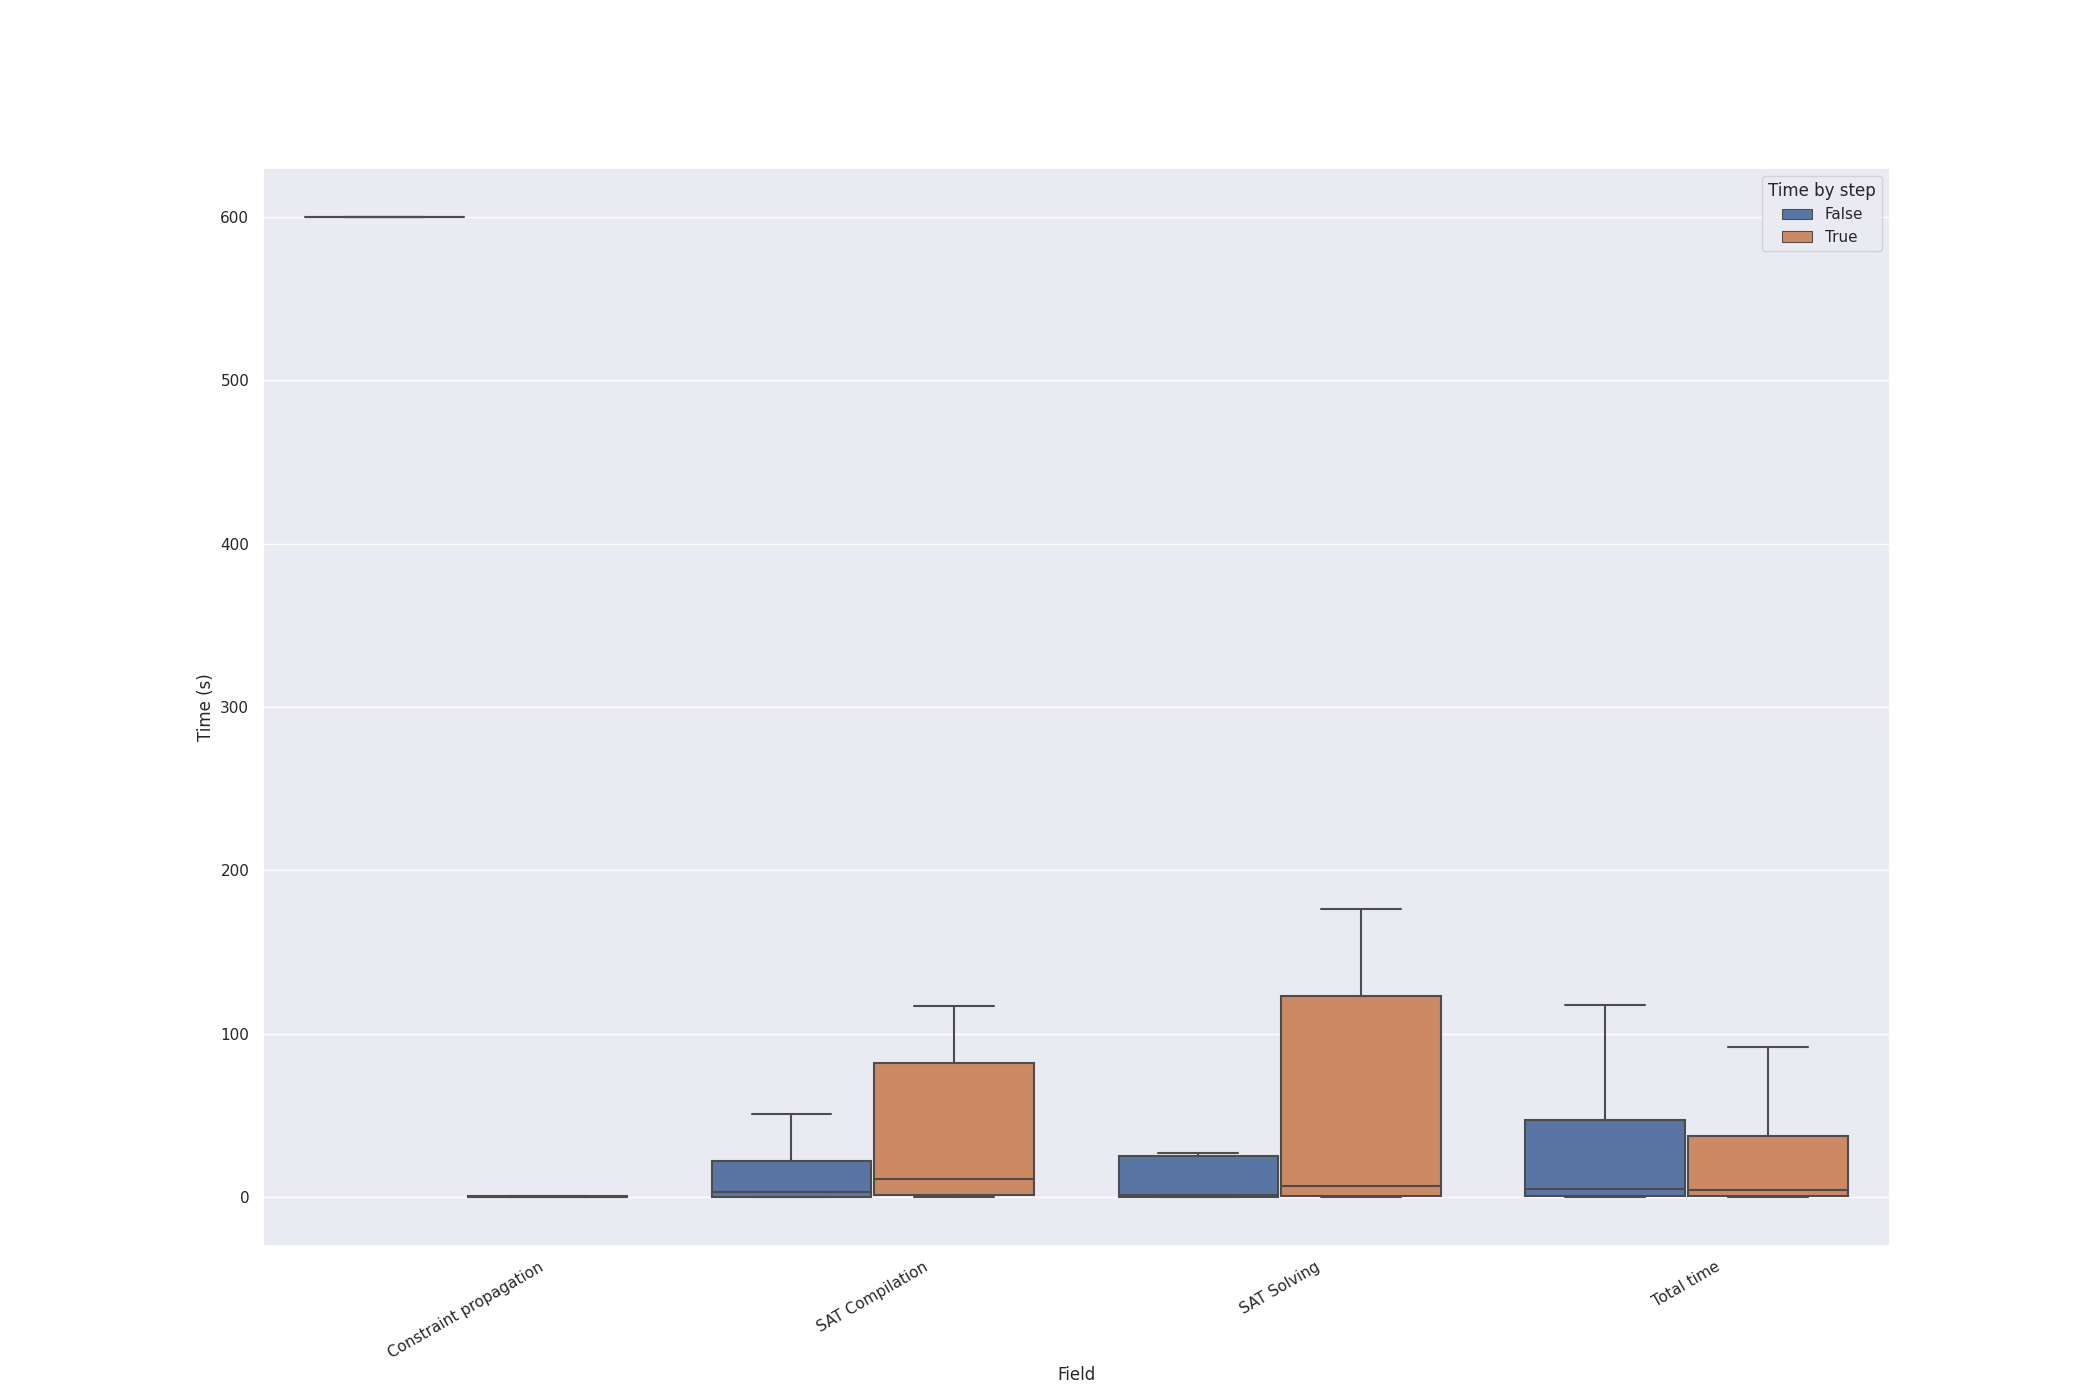 Time by step
False
True
600
500
400
300
200
100
0
Time (s)
Constraint propagation
SAT Compilation
SAT Solving
Total time
Field